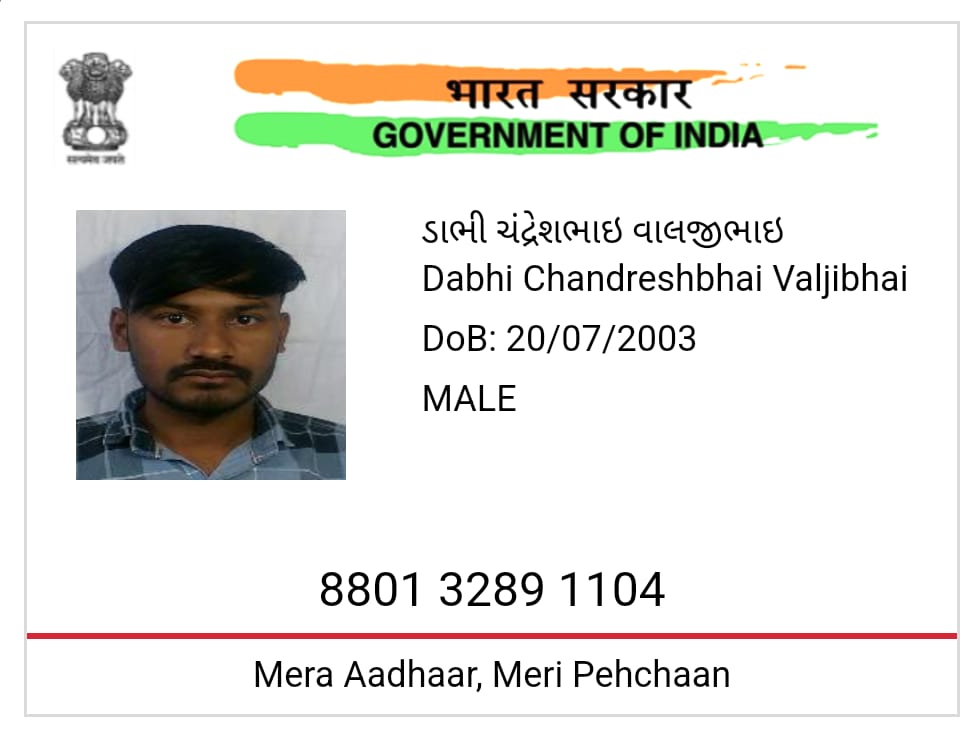 सत्यमेव जयते
भारत सरकार
GOVERNMENT OF INDIA
ડાભી ચંદ્રેશભાઇ વાલજીભાઇ
Dabhi Chandreshbhai Valjibhai
DoB: 20/07/2003
MALE
8801 3289 1104
Mera Aadhaar, Meri Pehchaan